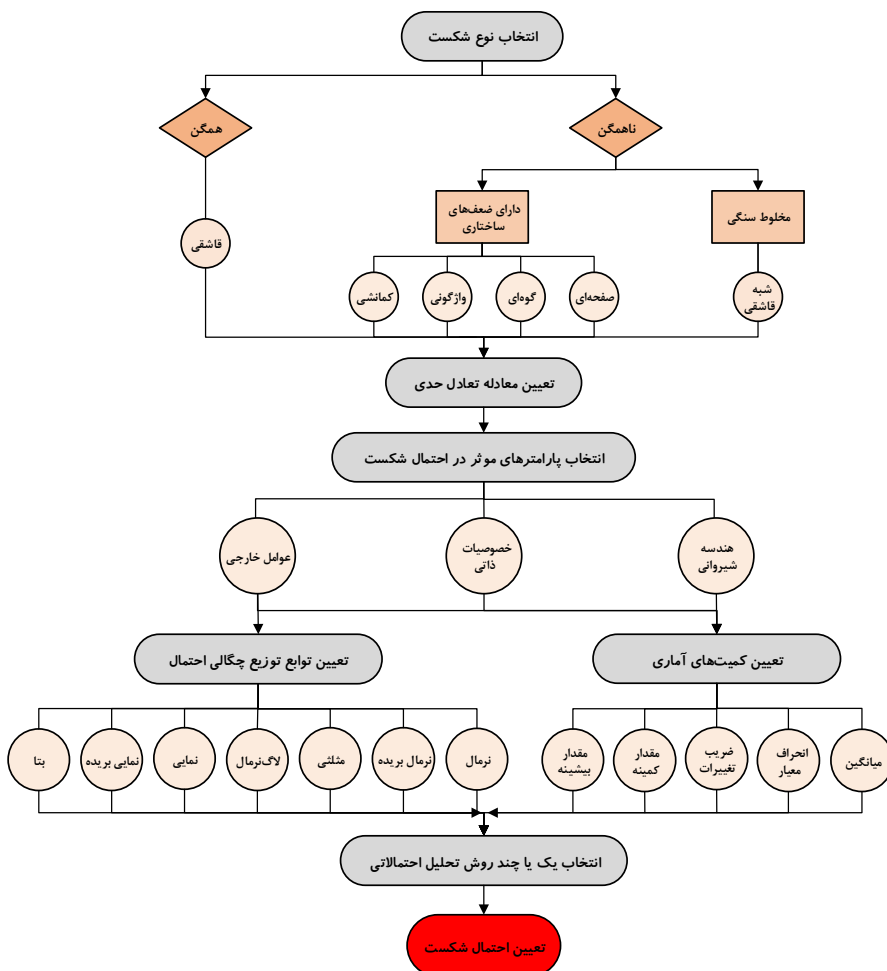 انتخاب نوع شکست
ناهمگن
همگن
مخلوط سنگی
دارای ضعف‌های
ساختاری
قاشقی
شبه
قاشقی
صفحه‌ای
گوه‌ای
واژگونی
کمانشی
تعیین معادله تعادل حدی
انتخاب پارامترهای موثر در احتمال شکست
هندسه
شیروانی
خصوصیات
ذاتی
عوامل خارجی
تعیین کمیت‌های آماری
تعیین توابع توزیع چگالی احتمال
میانگین
انحراف
معیار
ضریب
تغییرات
مقدار
کمینه
مقدار
بیشینه
نرمال
نرمال بریده
مثلثی
لاگ‌نرمال
نمایی
نمایی بریده
بتا
انتخاب یک یا چند روش تحلیل احتمالاتی
تعیین احتمال شکست